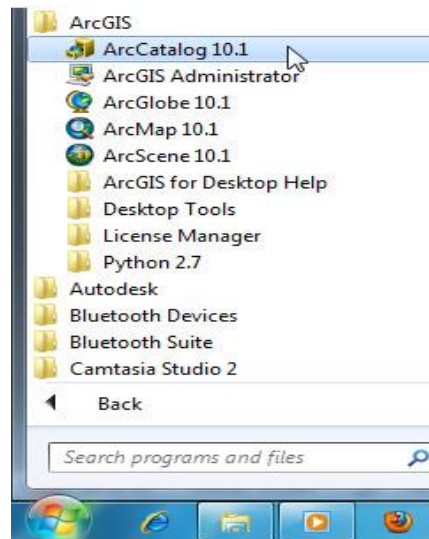 ArcGIS
ArcCatalog 10.1
ArcGIS Administrator
ArcGlobe 10.1
ArcMap 10.1
ArcScene 10.1
ArcGIS for Desktop Help
Desktop Tools
License Manager
Python 2.7
Autodesk
Bluetooth Devices
Bluetooth Suite
Camtasia Studio 2
Back
Search programs and files